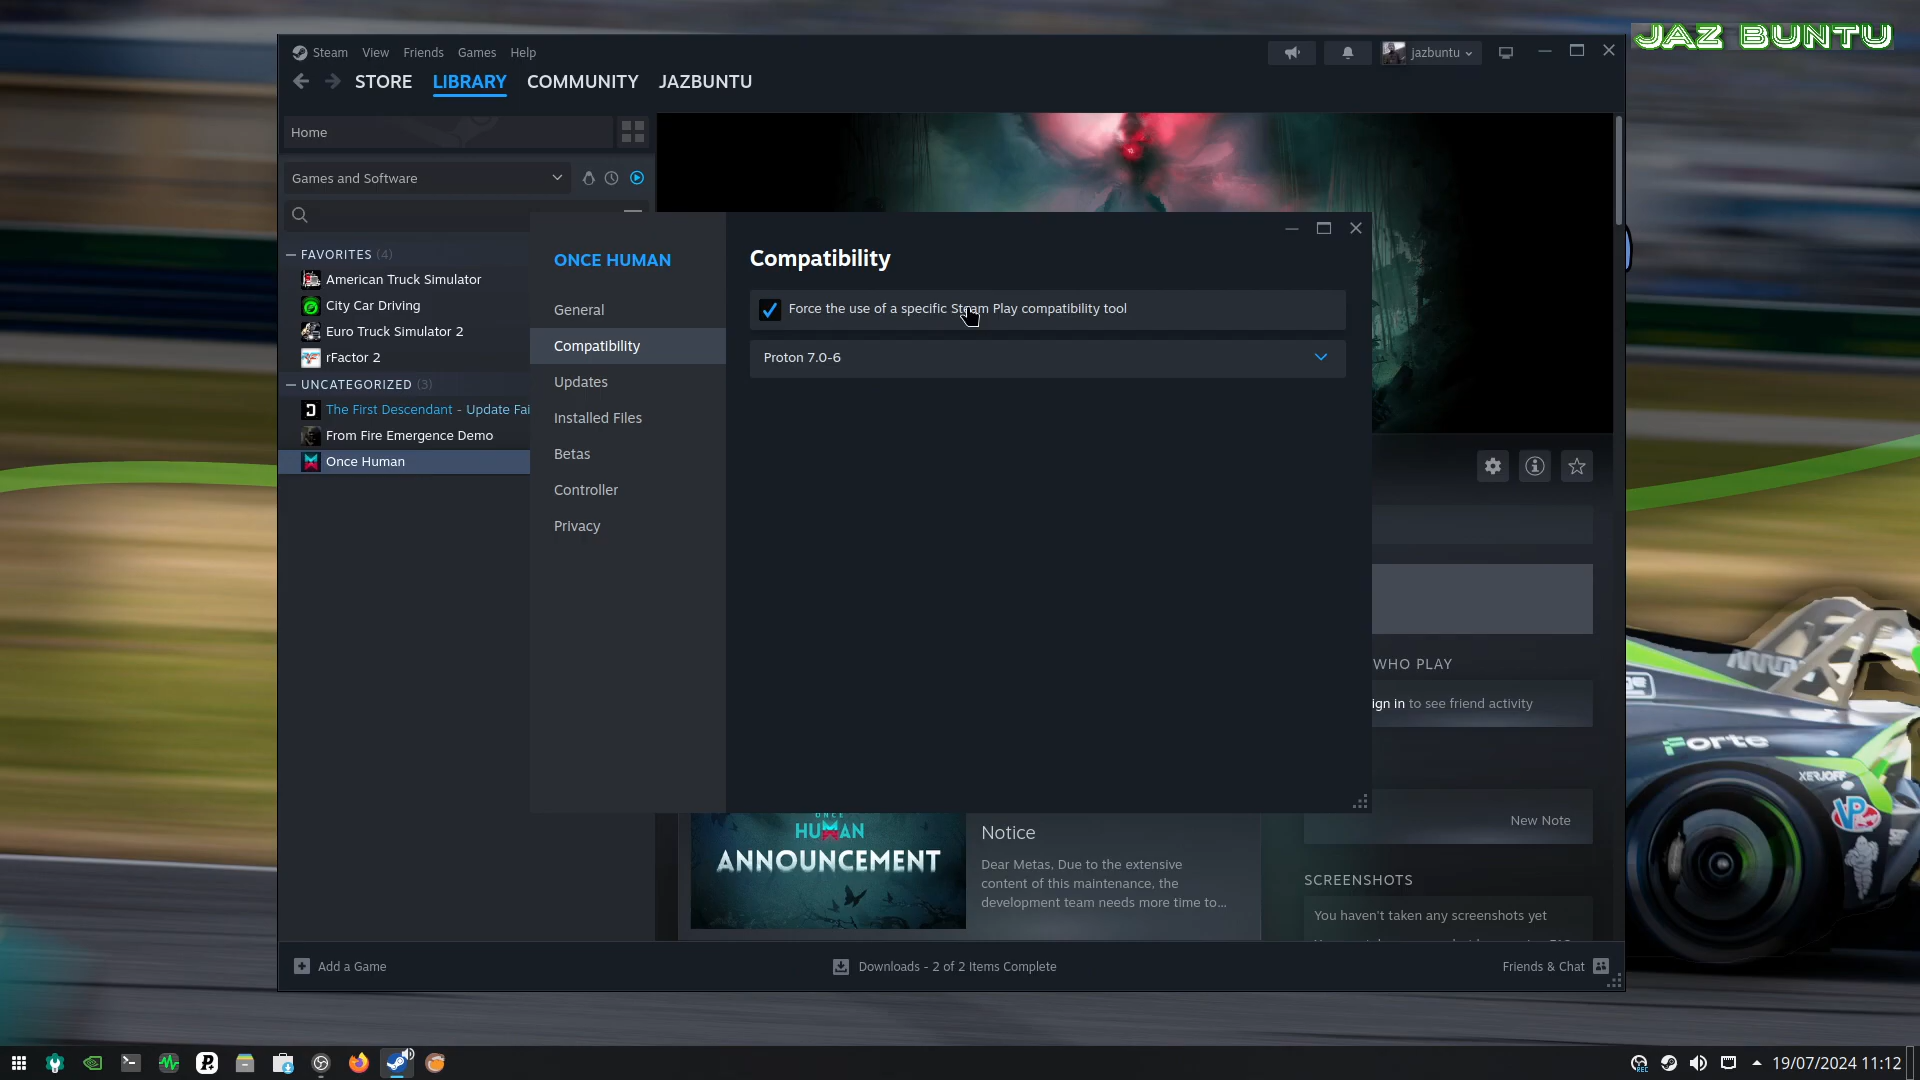 JAZ BUNTU
Steam View Friends Games Help
jazbuntu
STORE LIBRARY COMMUNITY JAZBUNTU
Home
Games and Software
FAVORITES (4)
American Truck Simulator
City Car Driving
Euro Truck Simulator 2
rFactor 2
UNCATEGORIZED (3)
The First Descendant - Update Fai
From Fire Emergence Demo
Once Human
ONCE HUMAN
General
Compatibility
Updates
Installed Files
Betas
Controller
Privacy
Compatibility
Force the use of a specific Steam Play compatibility tool
Proton 7.0-6
WHO PLAY
ign in to see friend activity
New Note
SCREENSHOTS
You haven't taken any screenshots yet
ONCE
HUMAN
ANNOUNCEMENT
Notice
Dear Metas, Due to the extensive
content of this maintenance, the
development team needs more time to...
Add a Game
Downloads - 2 of 2 Items Complete
Friends & Chat
Forte
XERJOFF
VP
REC
19/07/2024 11:12